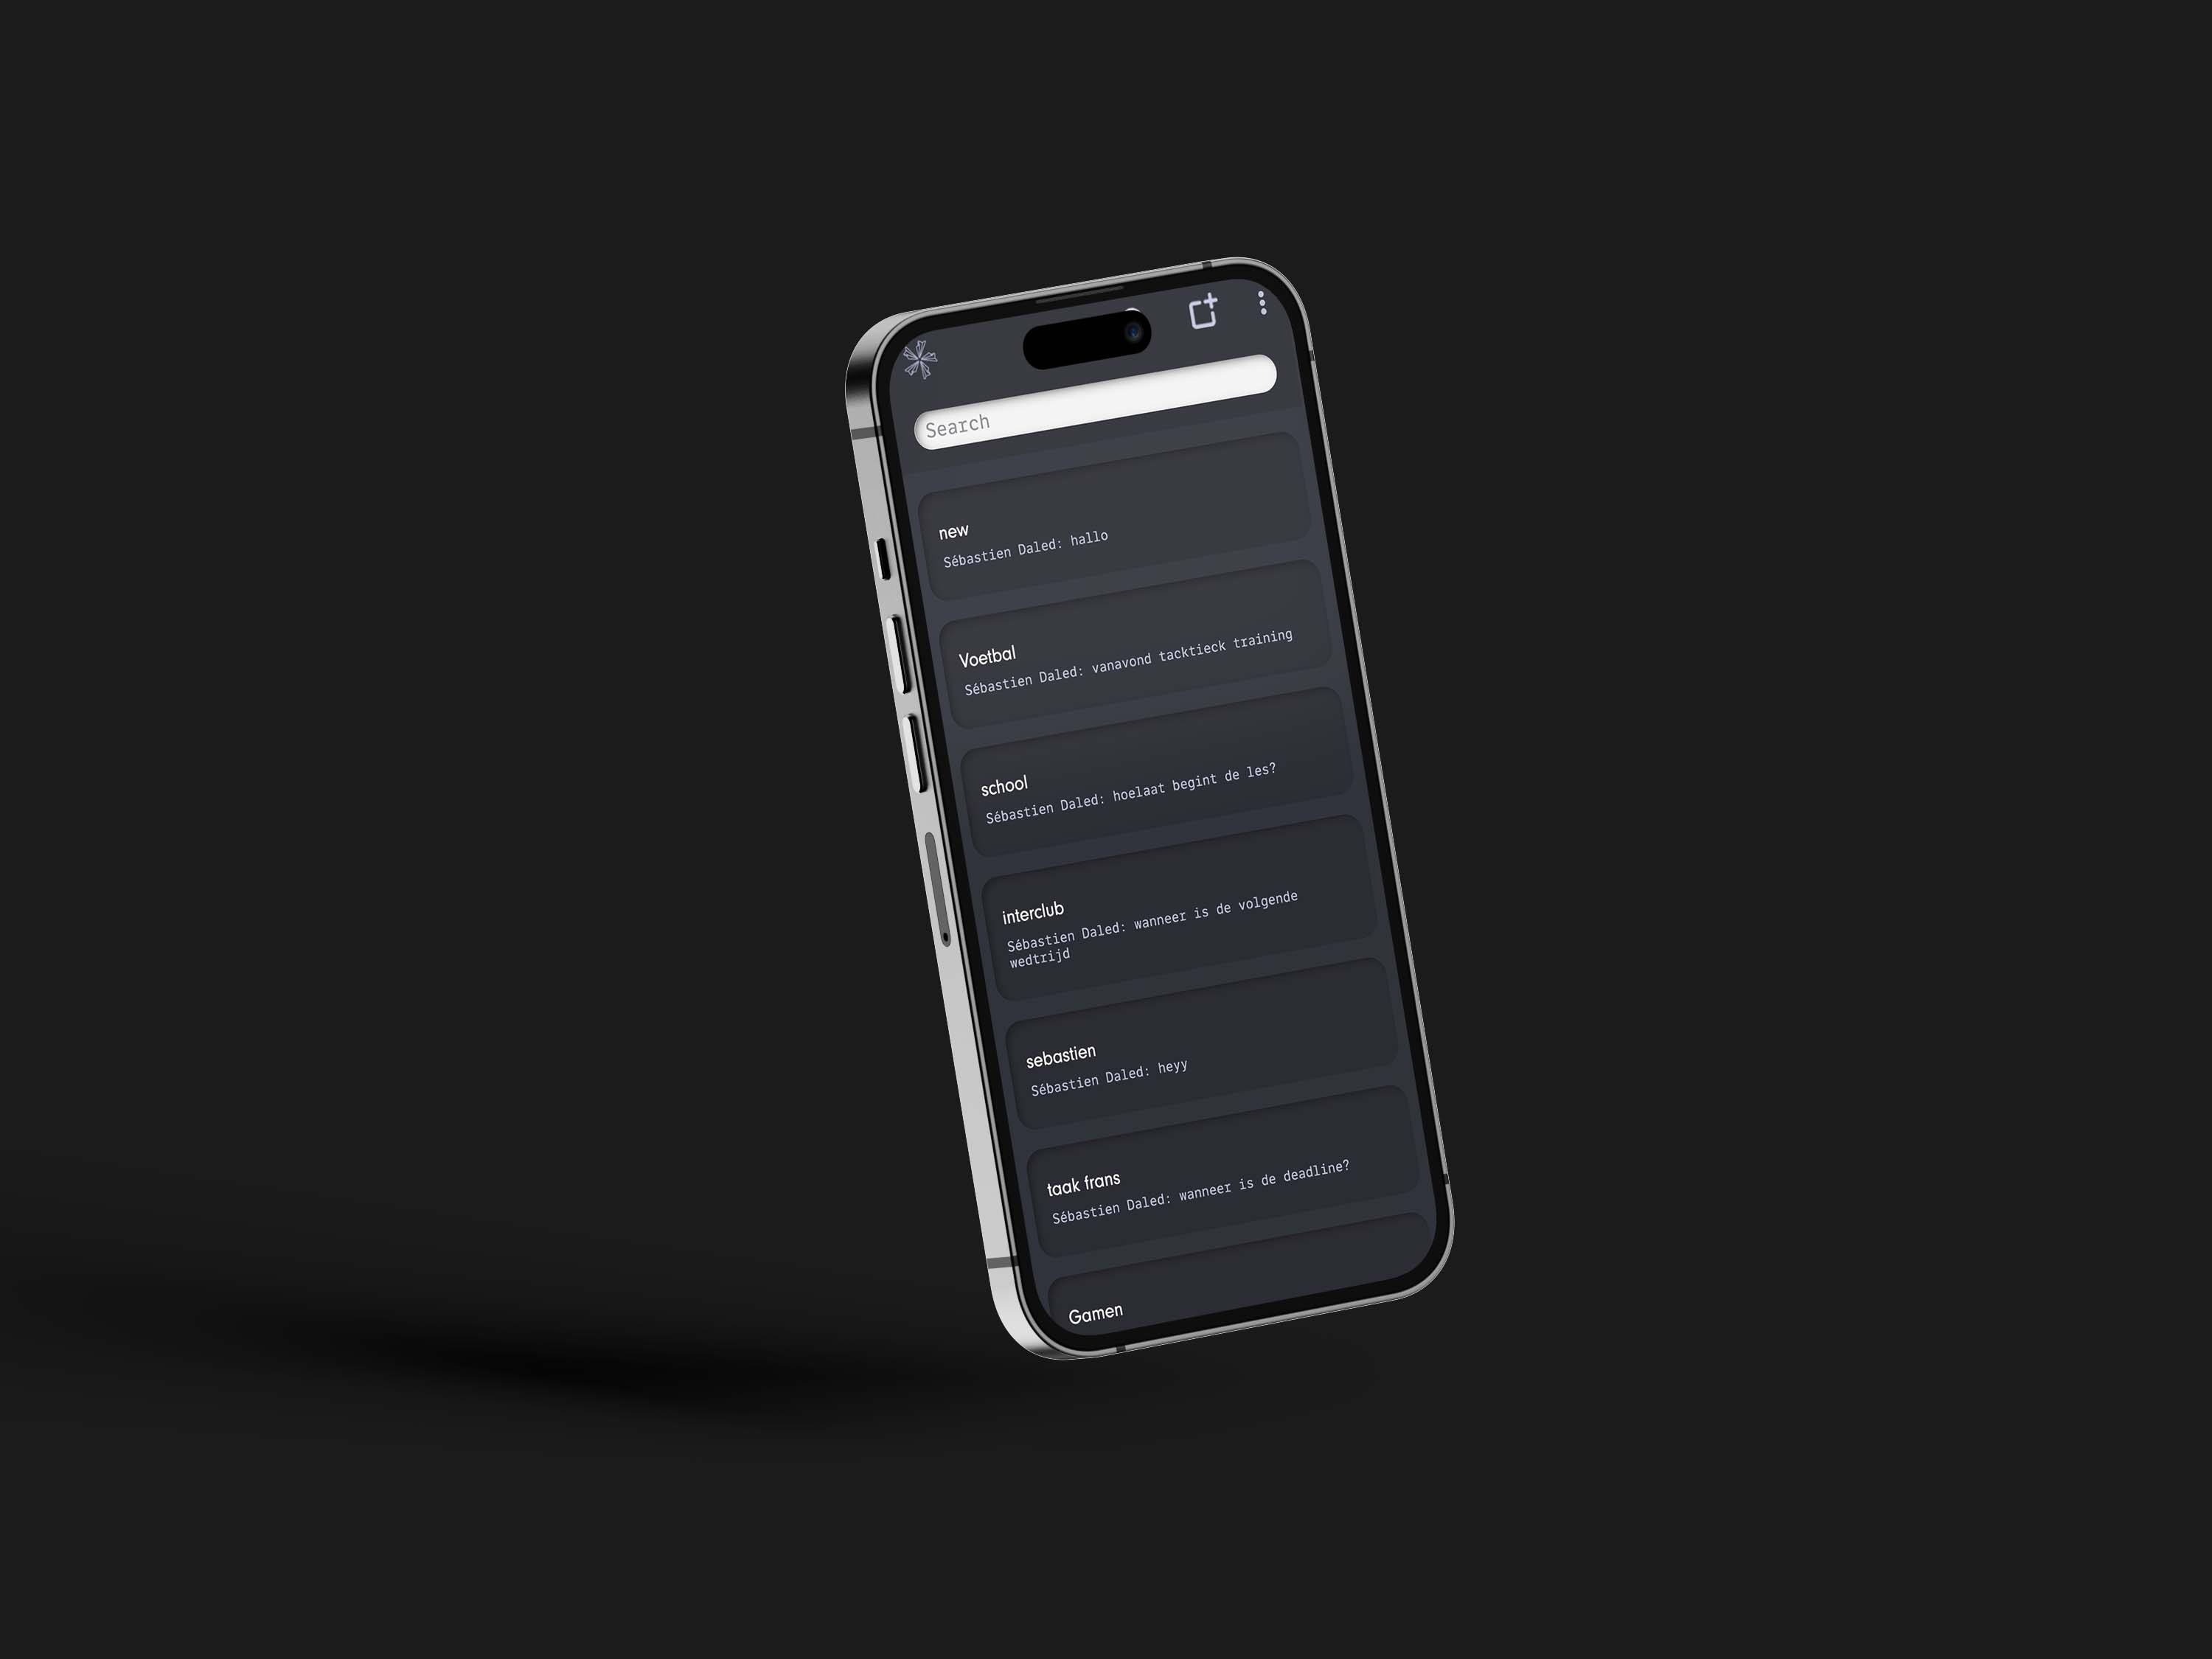 Search
new
Sébastien Daled: hallo
Voetbal
Sébastien Daled: vanavond tacktieck training
school
Sébastien Daled: hoelaat begint de les?
interclub
Sébastien Daled: wanneer is de volgende
wedtrijd
sebastien
Sébastien Daled: heyy
taak frans
Sébastien Daled: wanneer is de deadline?
Gamen